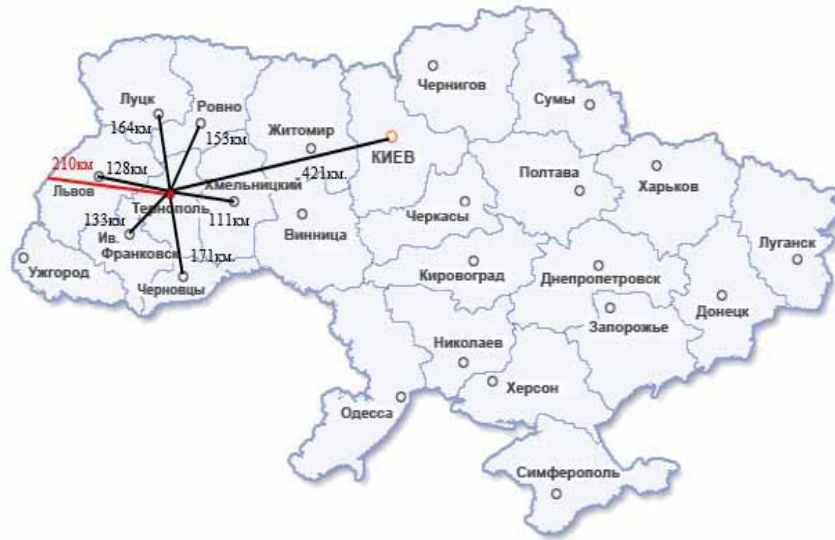 Чернигов
Луцк
Ровно
Сумы
164км
153км
Житомир
КИЕВ
210км
128км
421км.
Полтава
Харьков
Львов
Хмельницкий
Тернополь
Черкасы
133км
111км
Винница
Луганск
Ив.
Франковск
171км.
Ужгород
Черновцы
Кировоград
Днепропетровск
Донецк
Запорожье
Николаев
Херсон
Одесса
Симферополь